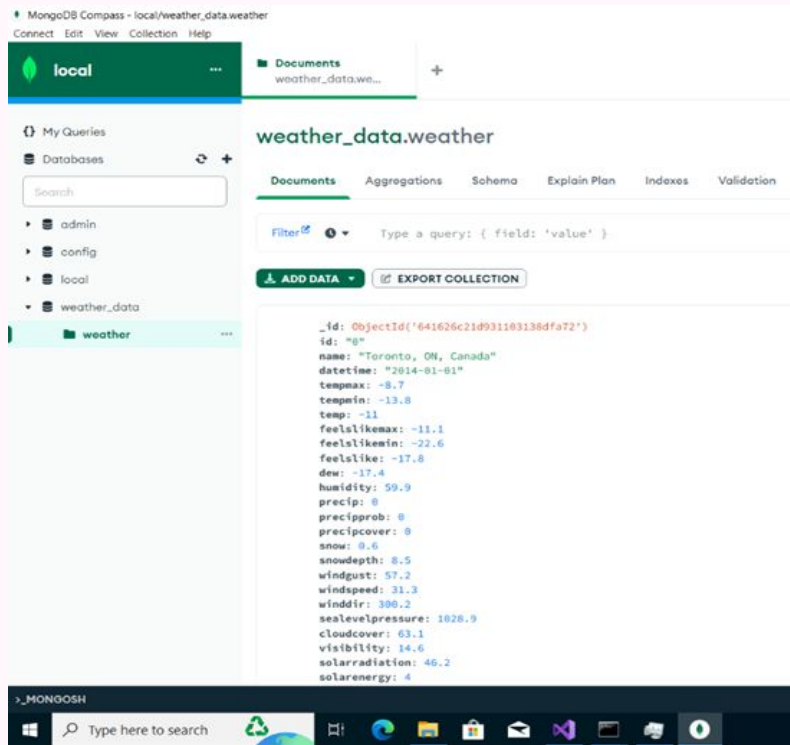 MongoDB Compass - local/weather_data.weather
Connect Edit View Collection Help
local
...
Documents
weather_data.we...
+
{} My Queries
Databases
Search
admin
config
local
weather_data
weather
...
weather_data.weather
Documents Aggregations Schema Explain Plan Indexes Validation
Filter Type a query: { field: 'value' }
ADD DATA EXPORT COLLECTION
_id: ObjectId('641626c21d931103138dfa72')
id: "0"
name: "Toronto, ON, Canada"
datetime: "2014-01-01"
tempmax: -8.7
tempmin: -13.8
temp: -11
feelslikemax: -11.1
feelslikemin: -22.6
feelslike: -17.8
dew: -17.4
humidity: 59.9
precip: 0
precipprob: 0
precipcover: 0
snow: 0.6
snowdepth: 8.5
windgust: 57.2
windspeed: 31.3
winddir: 300.2
sealevelpressure: 1028.9
cloudcover: 63.1
visibility: 14.6
solarradiation: 46.2
solarenergy: 4
>_MONGOSH
Type here to search